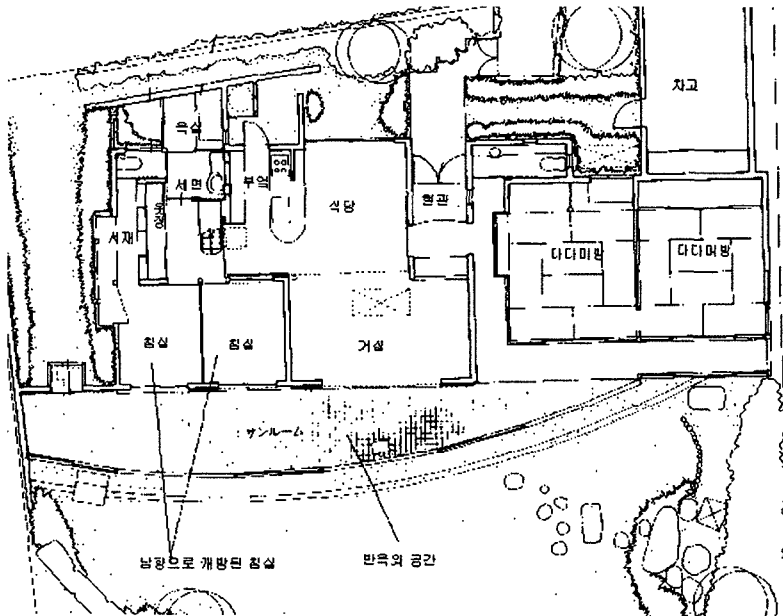 차고
욕실
세면
부엌
식당
현관
서재
다다미방
다다미방
침실
침실
거실
サンルーム
남향으로 개방된 침실
반옥외 공간